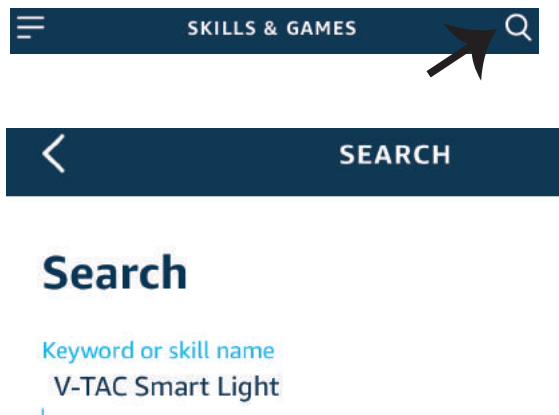 SKILLS & GAMES
SEARCH
Search
Keyword or skill name
V-TAC Smart Light